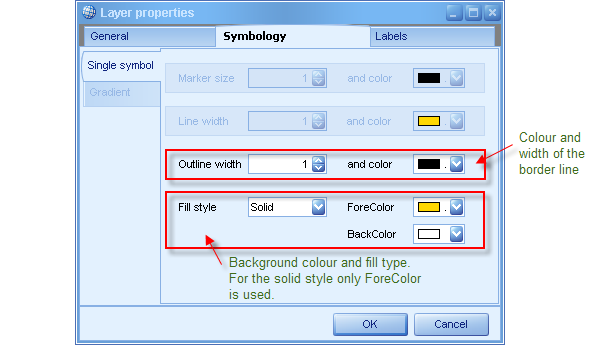 Layer properties
General
Symbology
Labels
Single symbol
Gradient
Marker size 1 and color
Line width 1 and color
Outline width 1 and color .
Fill style Solid ForeColor .
BackColor
Colour and
width of the
border line
Background colour and fill type.
For the solid style only ForeColor
is used.
OK
Cancel